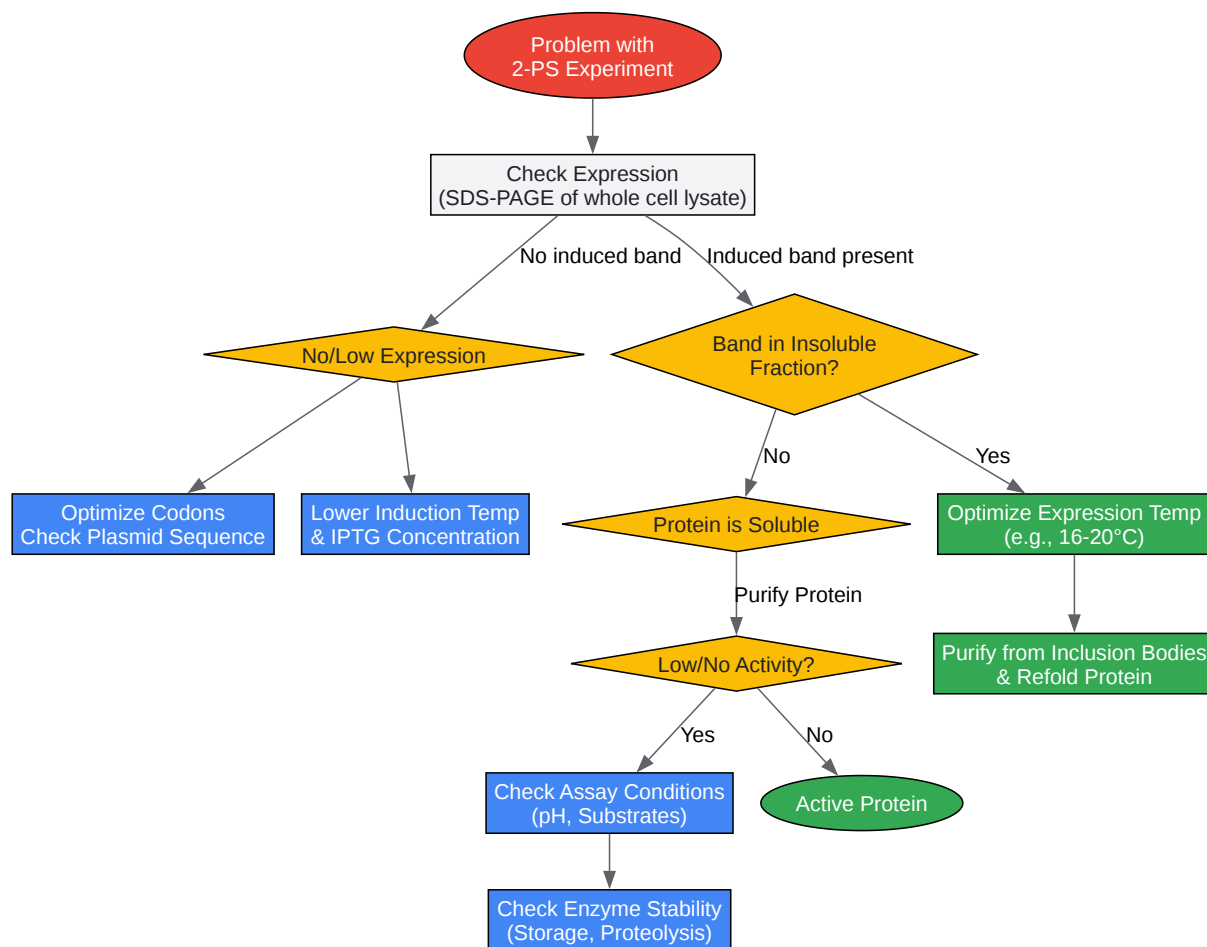 Problem with
2-PS Experiment
Check Expression
(SDS-PAGE of whole cell lysate)
No induced band
Induced band present
No/Low Expression
Band in Insoluble
Fraction?
No
Yes
Optimize Codons
Check Plasmid Sequence
Lower Induction Temp
& IPTG Concentration
Protein is Soluble
Optimize Expression Temp
(e.g., 16-20°C)
Purify Protein
Low/No Activity?
Purify from Inclusion Bodies
& Refold Protein
Yes
No
Check Assay Conditions
(pH, Substrates)
Active Protein
Check Enzyme Stability
(Storage, Proteolysis)